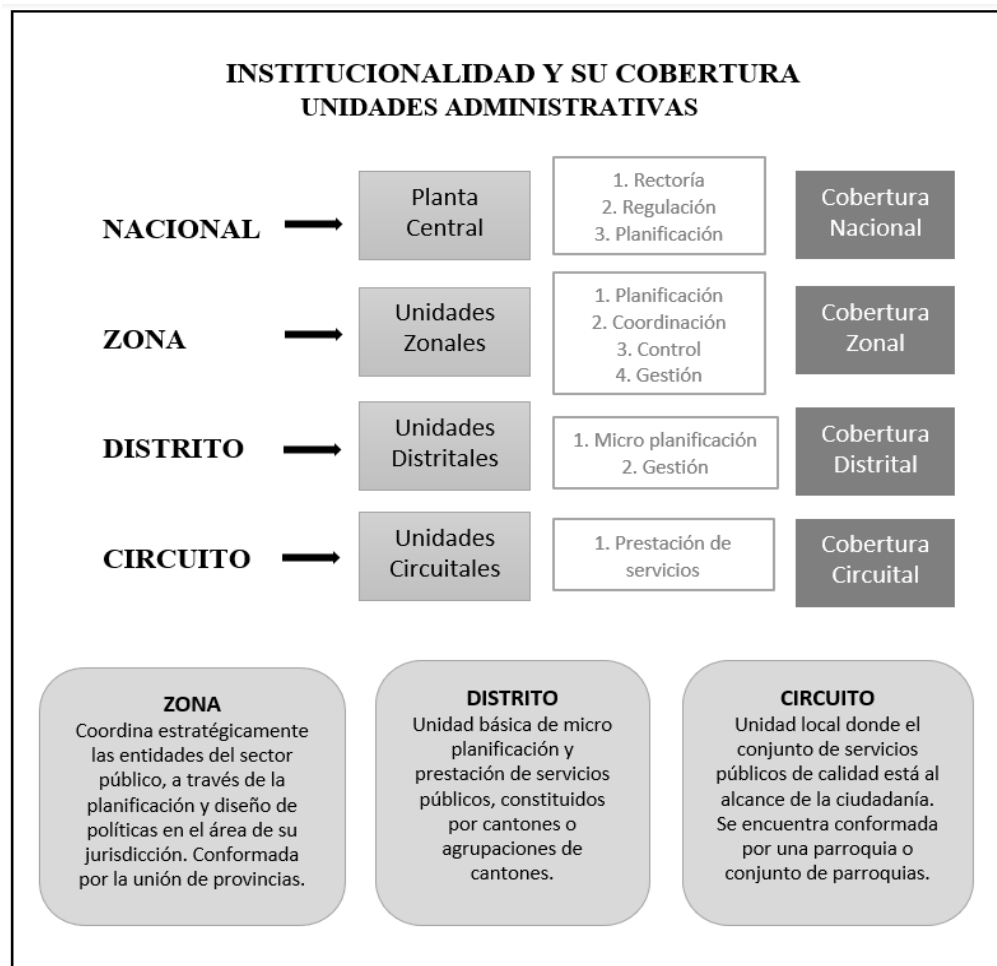 INSTITUCIONALIDAD Y SU COBERTURA
UNIDADES ADMINISTRATIVAS
NACIONAL
Planta
Central
1. Rectoría
2. Regulación
3. Planificación
Cobertura
Nacional
ZONA
Unidades
Zonales
1. Planificación
2. Coordinación
3. Control
4. Gestión
Cobertura
Zonal
DISTRITO
Unidades
Distritales
1. Micro planificación
2. Gestión
Cobertura
Distrital
CIRCUITO
Unidades
Circuitales
1. Prestación de
servicios
Cobertura
Circuital
ZONA
Coordina estratégicamente
las entidades del sector
público, a través de la
planificación y diseño de
políticas en el área de su
jurisdicción. Conformada
por la unión de provincias.
DISTRITO
Unidad básica de micro
planificación y
prestación de servicios
públicos, constituidos
por cantones o
agrupaciones de
cantones.
CIRCUITO
Unidad local donde el
conjunto de servicios
públicos de calidad está al
alcance de la ciudadanía.
Se encuentra conformada
por una parroquia o
conjunto de parroquias.